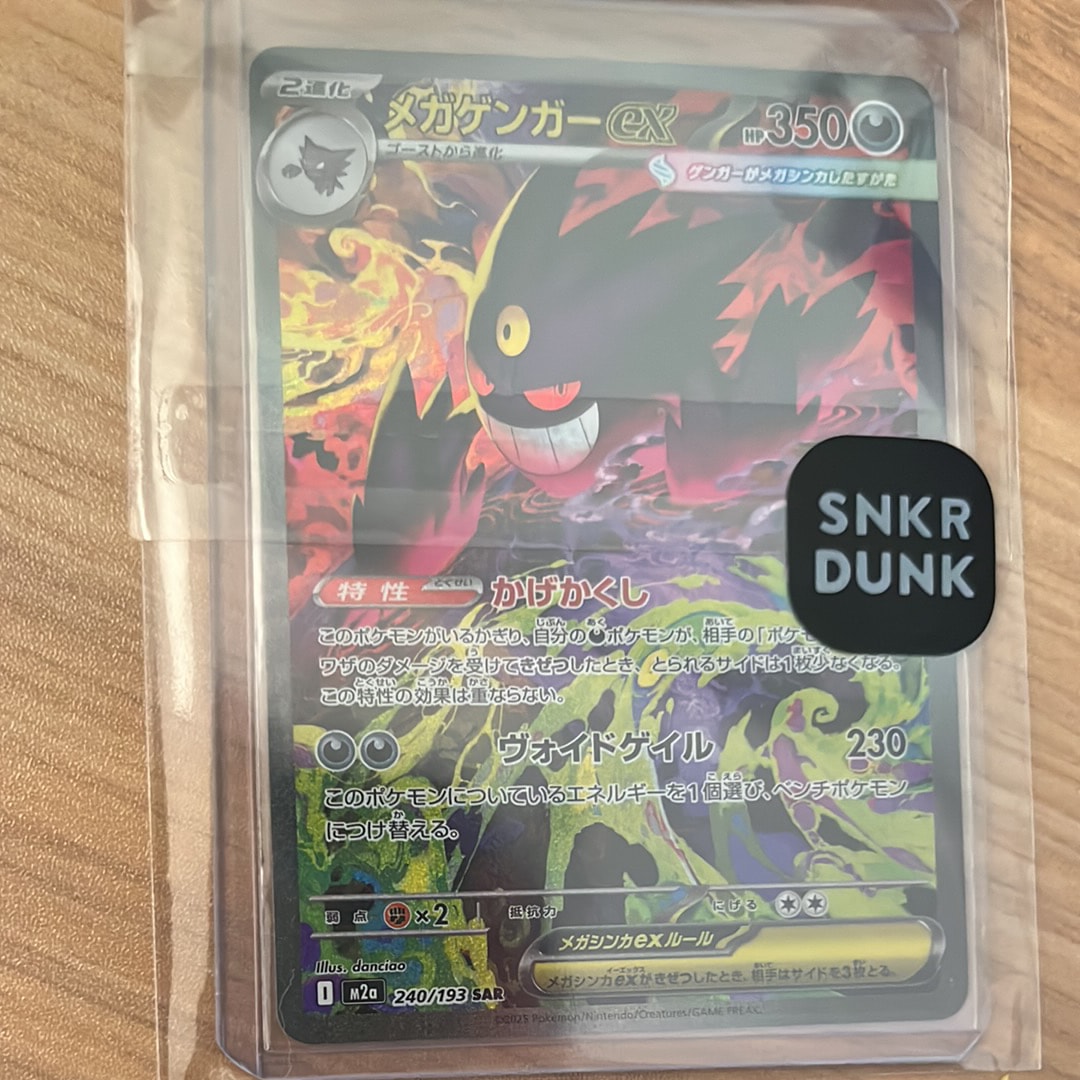 2進化
メガゲンガーex
HP350
ゴーストから進化
ゲンガーがメガシンカしたすがた
SNKR
DUNK
特性
とくせい
かげかくし
このポケモンがいるかぎり、自分のポケモンが、相手の「ポケモ
ワザのダメージを受けてきぜつしたとき、とられるサイドは1枚少なくなる。
この特性の効果は重ならない。
ヴォイドゲイル 230
このポケモンについているエネルギーを1個選び、ベンチポケモン
につけ替える。
弱点 ×2 抵抗力 にげる
メガシンカexルール
メガシンカexがきぜつしたとき、相手はサイドを3枚とる。
Illus. danciao
I M2a 240/193 SAR
©2025 Pokémon/Nintendo/Creatures/GAME FREAK.